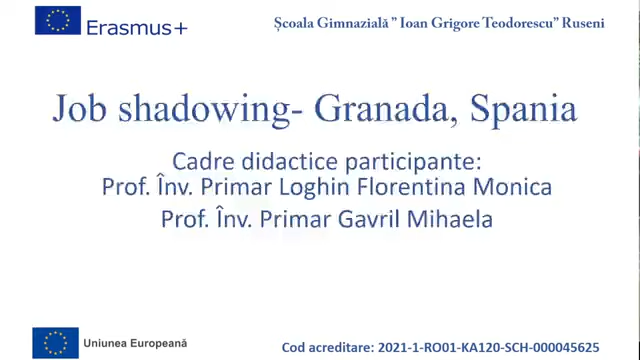 Erasmus+
Școala Gimnazială ” Ioan Grigore Teodorescu” Ruseni
Job shadowing- Granada, Spania
Cadre didactice participante:
Prof. Înv. Primar Loghin Florentina Monica
Prof. Înv. Primar Gavril Mihaela
Uniunea Europeană
Cod acreditare: 2021-1-RO01-KA120-SCH-000045625